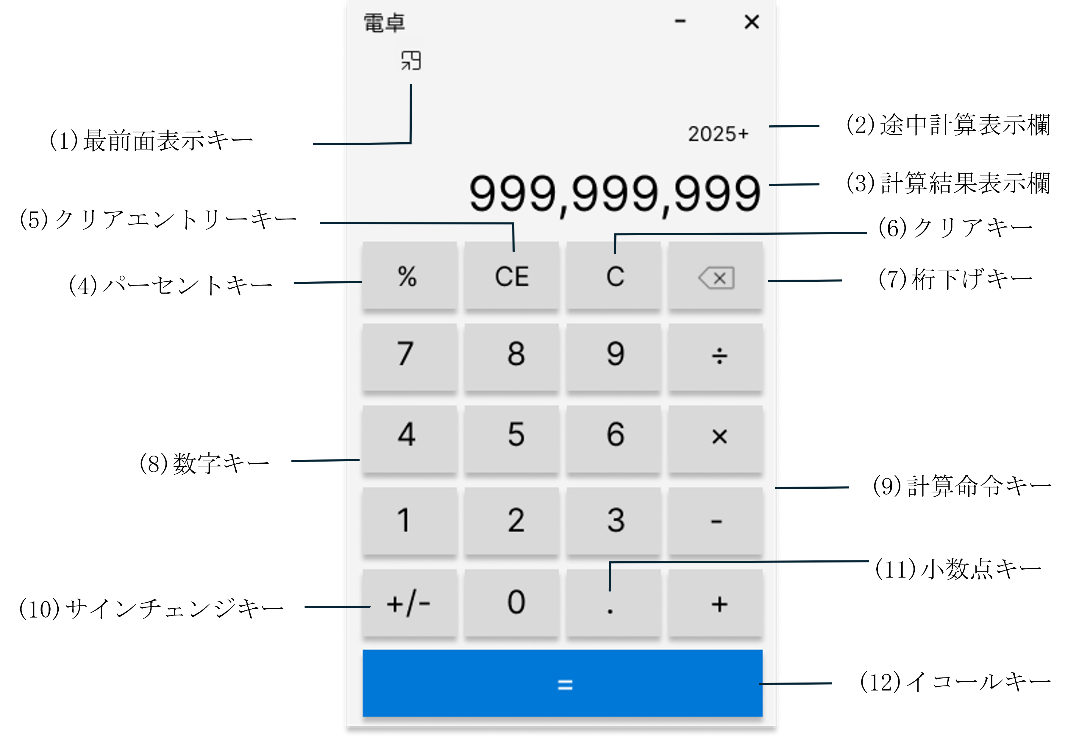 電卓 - ×
(1)最前面表示キー
2025+
(2)途中計算表示欄
999,999,999
(3)計算結果表示欄
(5)クリアエントリーキー
(6)クリアキー
(4)パーセントキー
% CE C
(7)桁下げキー
7 8 9 ÷
4 5 6 ×
(8)数字キー
(9)計算命令キー
1 2 3 -
(11)小数点キー
(10)サインチェンジキー
+/- 0 . +
=
(12)イコールキー